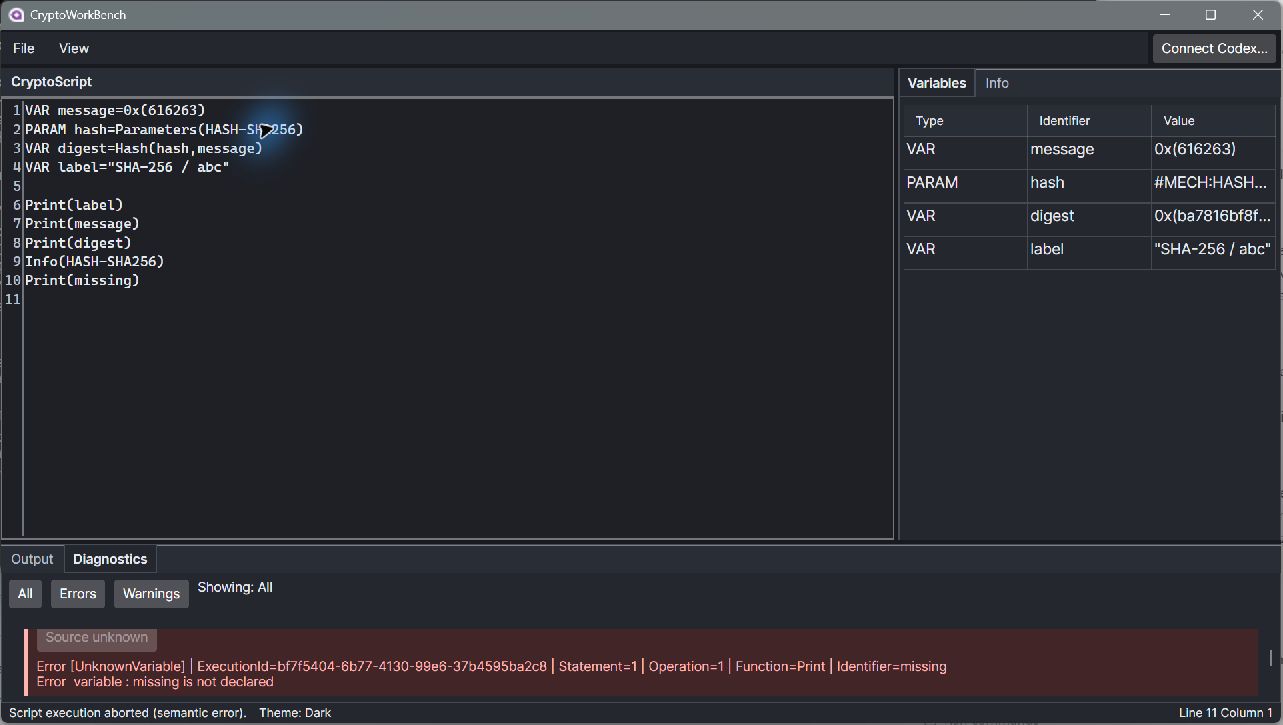 CryptoWorkBench
File View Connect Codex...
CryptoScript
1 VAR message=0x(616263)
2 PARAM hash=Parameters(HASH-SH 256)
3 VAR digest=Hash(hash,message)
4 VAR label="SHA-256 / abc"
5
6 Print(label)
7 Print(message)
8 Print(digest)
9 Info(HASH-SHA256)
10 Print(missing)
11
Variables Info
Type Identifier Value
VAR message 0x(616263)
PARAM hash #MECH:HASH...
VAR digest 0x(ba7816bf8f...
VAR label "SHA-256 / abc"
Output Diagnostics
All Errors Warnings Showing: All
Source unknown
Error [UnknownVariable] | ExecutionId=bf7f5404-6b77-4130-99e6-37b4595ba2c8 | Statement=1 | Operation=1 | Function=Print | Identifier=missing
Error variable : missing is not declared
Script execution aborted (semantic error). Theme: Dark Line 11 Column 1